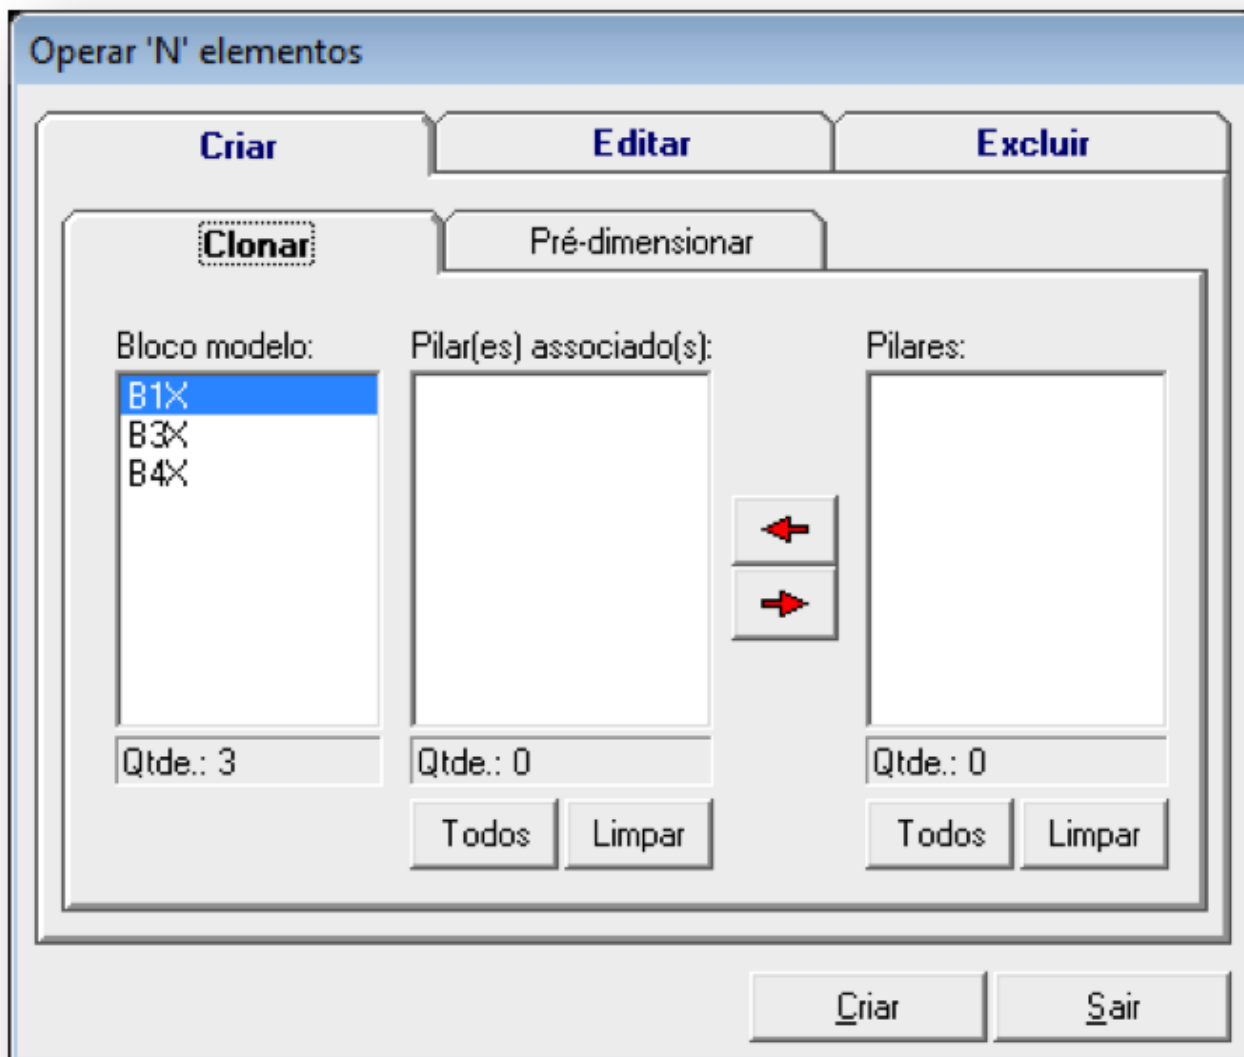 Operar 'N' elementos
Criar Editar Excluir
Clonar Pré-dimensionar
Bloco modelo: Pilar(es) associado(s): Pilares:
B1X
B3X
B4X
Qtde.: 3 Qtde.: 0 Qtde.: 0
Todos Limpar Todos Limpar
Criar Sair